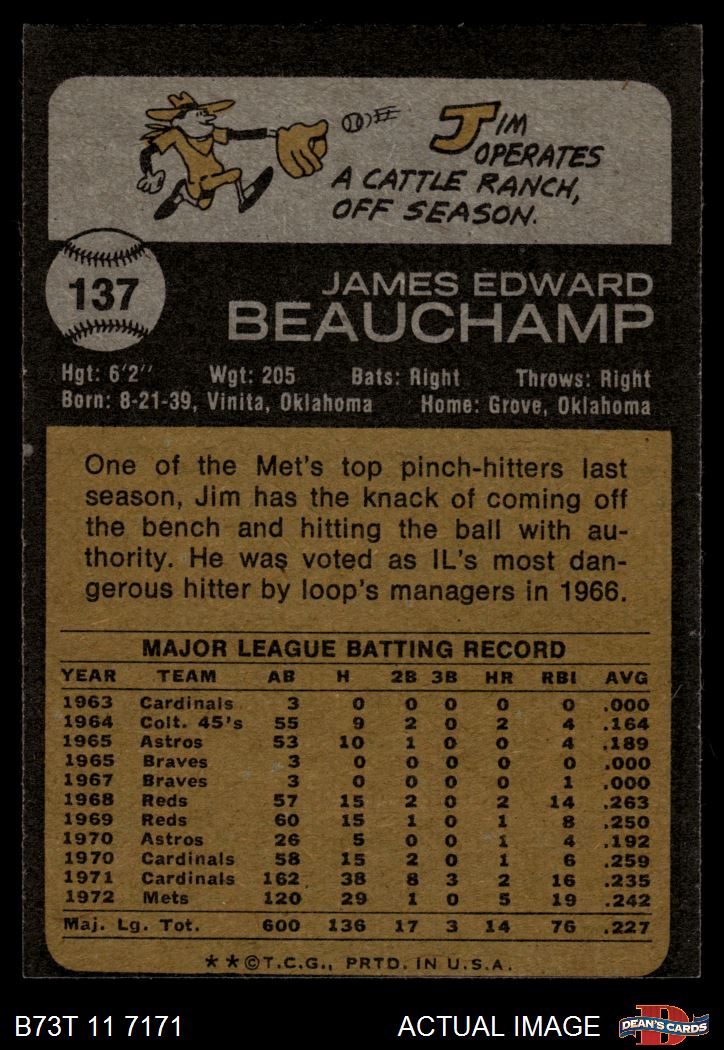 JIM
OPERATES
A CATTLE RANCH,
OFF SEASON.
137
JAMES EDWARD
BEAUCHAMP
Hgt: 6'2" Wgt: 205 Bats: Right Throws: Right
Born: 8-21-39, Vinita, Oklahoma Home: Grove, Oklahoma
One of the Met's top pinch-hitters last
season, Jim has the knack of coming off
the bench and hitting the ball with au-
thority. He was voted as IL's most dan-
gerous hitter by loop's managers in 1966.
MAJOR LEAGUE BATTING RECORD
YEAR TEAM AB H 2B 3B HR RBI AVG
1963 Cardinals 3 0 0 0 0 0 .000
1964 Colt. 45's 55 9 2 0 2 4 .164
1965 Astros 53 10 1 0 0 4 .189
1965 Braves 3 0 0 0 0 0 .000
1967 Braves 3 0 0 0 0 1 .000
1968 Reds 57 15 2 0 2 14 .263
1969 Reds 60 15 1 0 1 8 .250
1970 Astros 26 5 0 0 1 4 .192
1970 Cardinals 58 15 2 0 1 6 .259
1971 Cardinals 162 38 8 3 2 16 .235
1972 Mets 120 29 1 0 5 19 .242
Maj. Lg. Tot. 600 136 17 3 14 76 .227
**©T.C.G., PRTD. IN U.S.A.
B73T 11 7171 ACTUAL IMAGE D DEAN'S CARDS